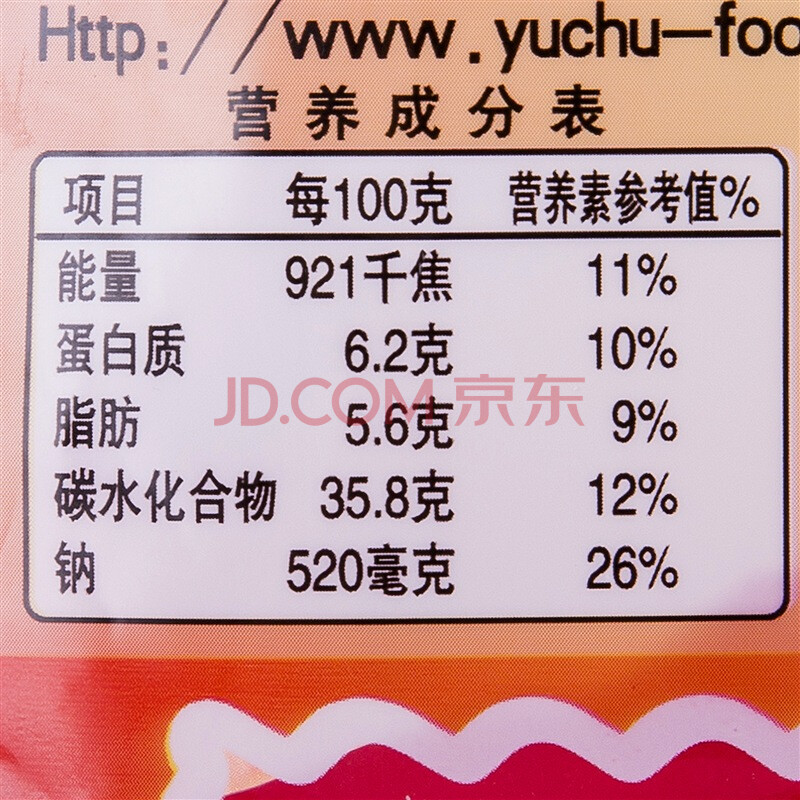 Http://www.yuchu-foo
营养成分表
项目 每100克 营养素参考值%
能量 921千焦 11%
蛋白质 6.2克 10%
JD.COM 京东
脂肪 5.6克 9%
碳水化合物 35.8克 12%
钠 520毫克 26%